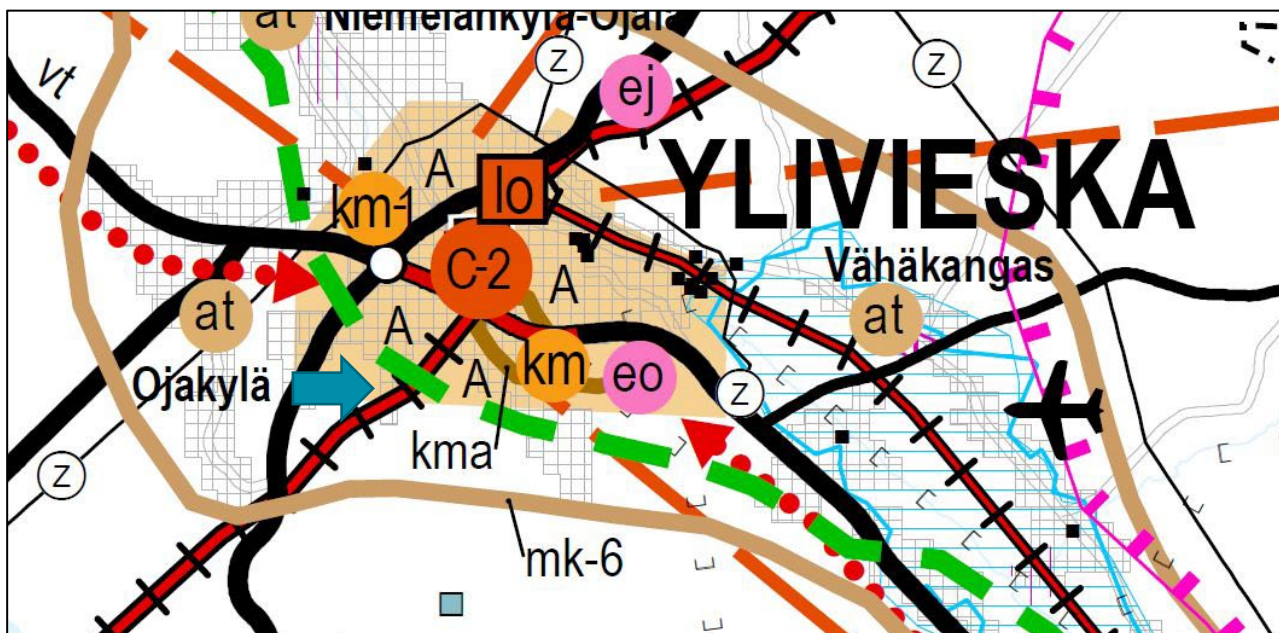 at
Niemelänkylä-Ojala
z
z
vt
ej
YLIVIESKA
A
lo
km-1
C-2
Vähäkangas
A
at
at
A
Ojakylä
A
km
eo
z
kma
z
mk-6